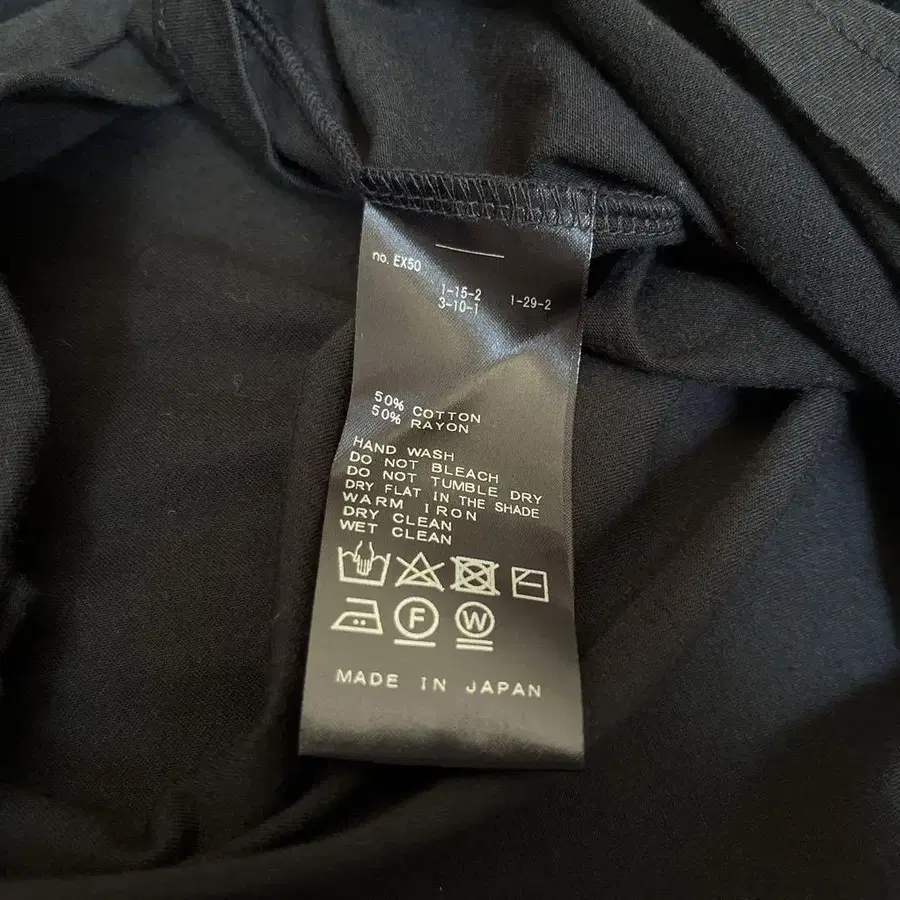 no. EX50
1-15-2 1-29-2
3-10-1
50% COTTON
50% RAYON
HAND WASH
DO NOT BLEACH
DO NOT TUMBLE DRY
DRY FLAT IN THE SHADE
WARM IRON
DRY CLEAN
WET CLEAN
F W
MADE IN JAPAN